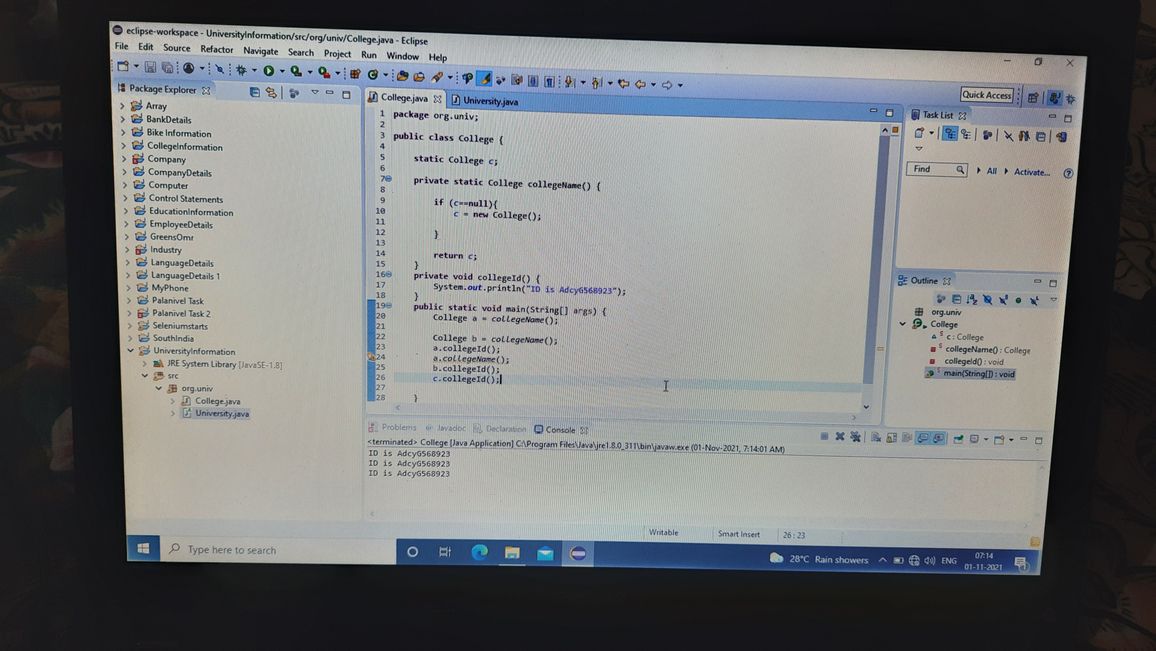 eclipse-workspace - UniversityInformation/src/org/univ/College.java - Eclipse
File Edit Source Refactor Navigate Search Project Run Window Help
Quick Access
Package Explorer
Array
BankDetails
Bike Information
CollegeInformation
Company
CompanyDetails
Computer
Control Statements
EducationInformation
EmployeeDetails
GreensOmr
Industry
LanguageDetails
LanguageDetails 1
MyPhone
Palanivel Task
Palanivel Task 2
Seleniumstarts
SouthIndia
UniversityInformation
JRE System Library [JavaSE-1.8]
src
org.univ
College.java
University.java
College.java University.java
1 package org.univ;
2
3 public class College {
4
5 static College c;
6
7 private static College collegeName() {
8
9 if (c==null){
10 c = new College();
11
12 }
13
14 return c;
15 }
16 private void collegeId() {
17 System.out.println("ID is AdcyG568923");
18 }
19 public static void main(String[] args) {
20 College a = collegeName();
21
22 College b = collegeName();
23 a.collegeId();
24 a.collegeName();
25 b.collegeId();
26 c.collegeId();
27
28 }
Task List
Find All Activate...
Outline
org.univ
College
c : College
collegeName() : College
collegeId() : void
main(String[]) : void
Problems Javadoc Declaration Console
<terminated> College [Java Application] C:\Program Files\Java\jre1.8.0_311\bin\javaw.exe (01-Nov-2021, 7:14:01 AM)
ID is AdcyG568923
ID is AdcyG568923
ID is AdcyG568923
Writable Smart Insert 26 : 23
Type here to search
28°C Rain showers ENG 07:14
01-11-2021